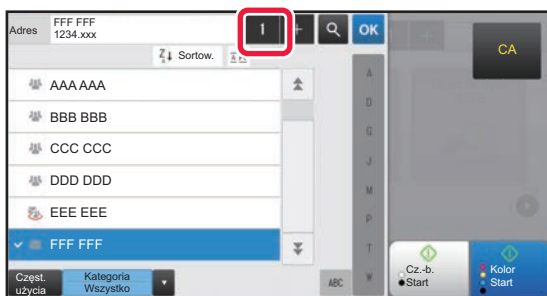 Adres
FFF FFF
1234.xxx
1
+
OK
CA
Z↓ Sortow.
AAA AAA
BBB BBB
CCC CCC
DDD DDD
EEE EEE
FFF FFF
A
D
G
J
M
P
T
W
ABC
Częst.
użycia
Kategoria
Wszystko
Cz.-b.
Start
Kolor
Start